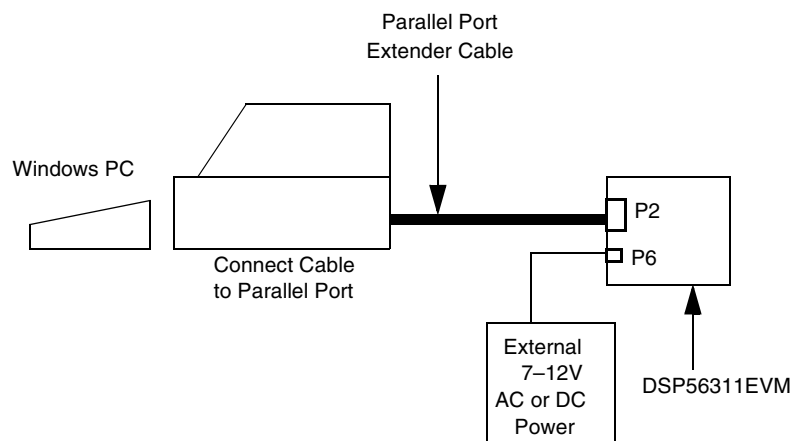 Parallel Port
Extender Cable
Windows PC
P2
P6
Connect Cable
to Parallel Port
External
7–12V
AC or DC
Power
DSP56311EVM